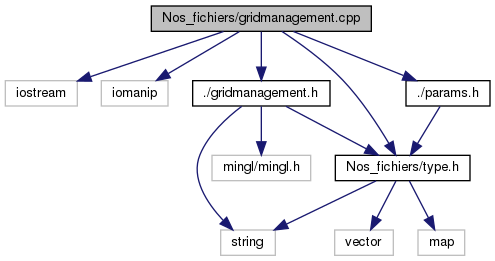 Nos_fichiers/gridmanagement.cpp
iostream
iomanip
./gridmanagement.h
./params.h
mingl/mingl.h
Nos_fichiers/type.h
string
vector
map